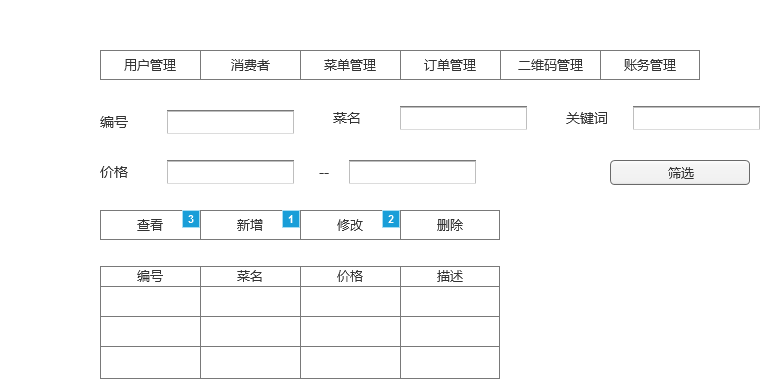 用户管理 消费者 菜单管理 订单管理 二维码管理 账务管理
编号 菜名 关键词
价格 -- 筛选
查看 3 新增 1 修改 2 删除
编号 菜名 价格 描述